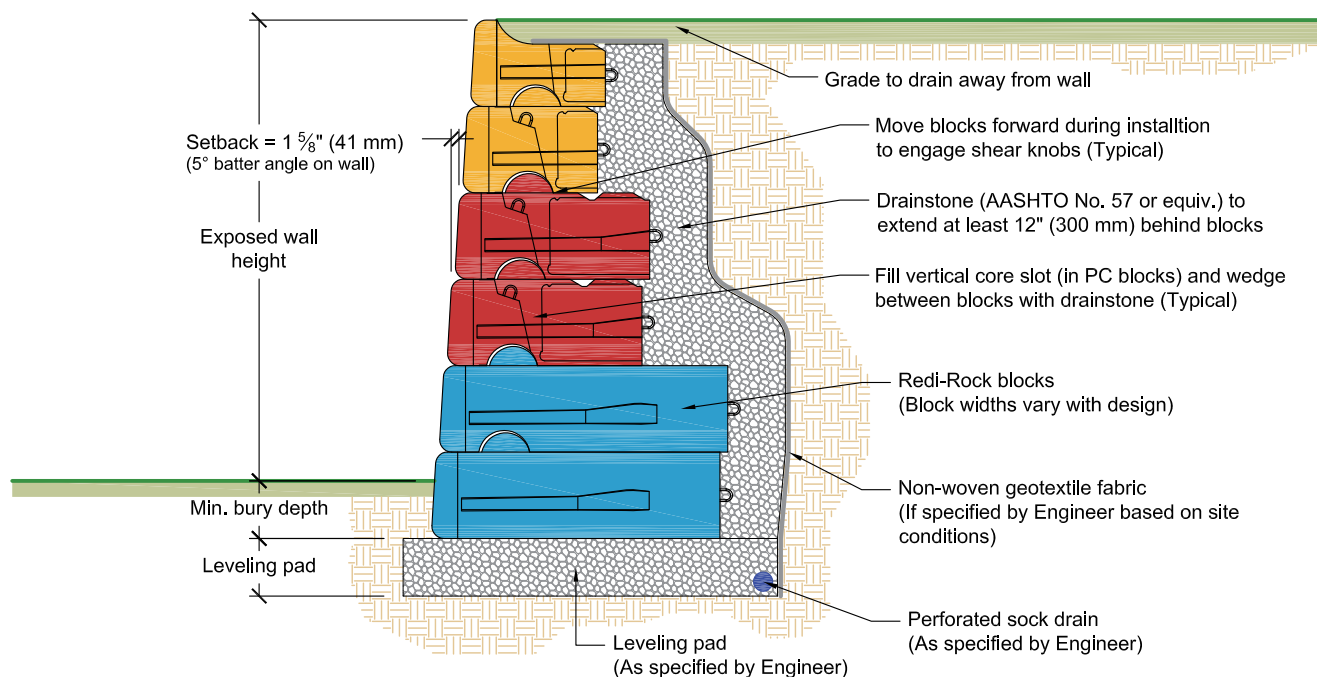 Grade to drain away from wall
Move blocks forward during installtion
to engage shear knobs (Typical)
Setback = 1 ⅝" (41 mm)
(5° batter angle on wall)
Drainstone (AASHTO No. 57 or equiv.) to
extend at least 12" (300 mm) behind blocks
Exposed wall
height
Fill vertical core slot (in PC blocks) and wedge
between blocks with drainstone (Typical)
Redi-Rock blocks
(Block widths vary with design)
Min. bury depth
Non-woven geotextile fabric
(If specified by Engineer based on site
conditions)
Leveling pad
Perforated sock drain
(As specified by Engineer)
Leveling pad
(As specified by Engineer)